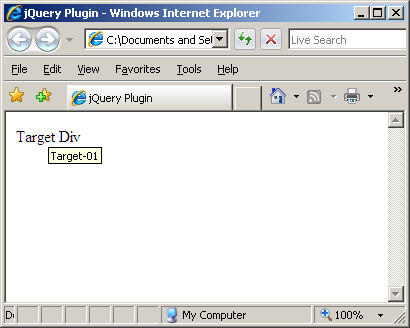 jQuery Plugin - Windows Internet Explorer
C:\Documents and Set
Live Search
File Edit View Favorites Tools Help
jQuery Plugin
Target Div
Target-01
My Computer
100%